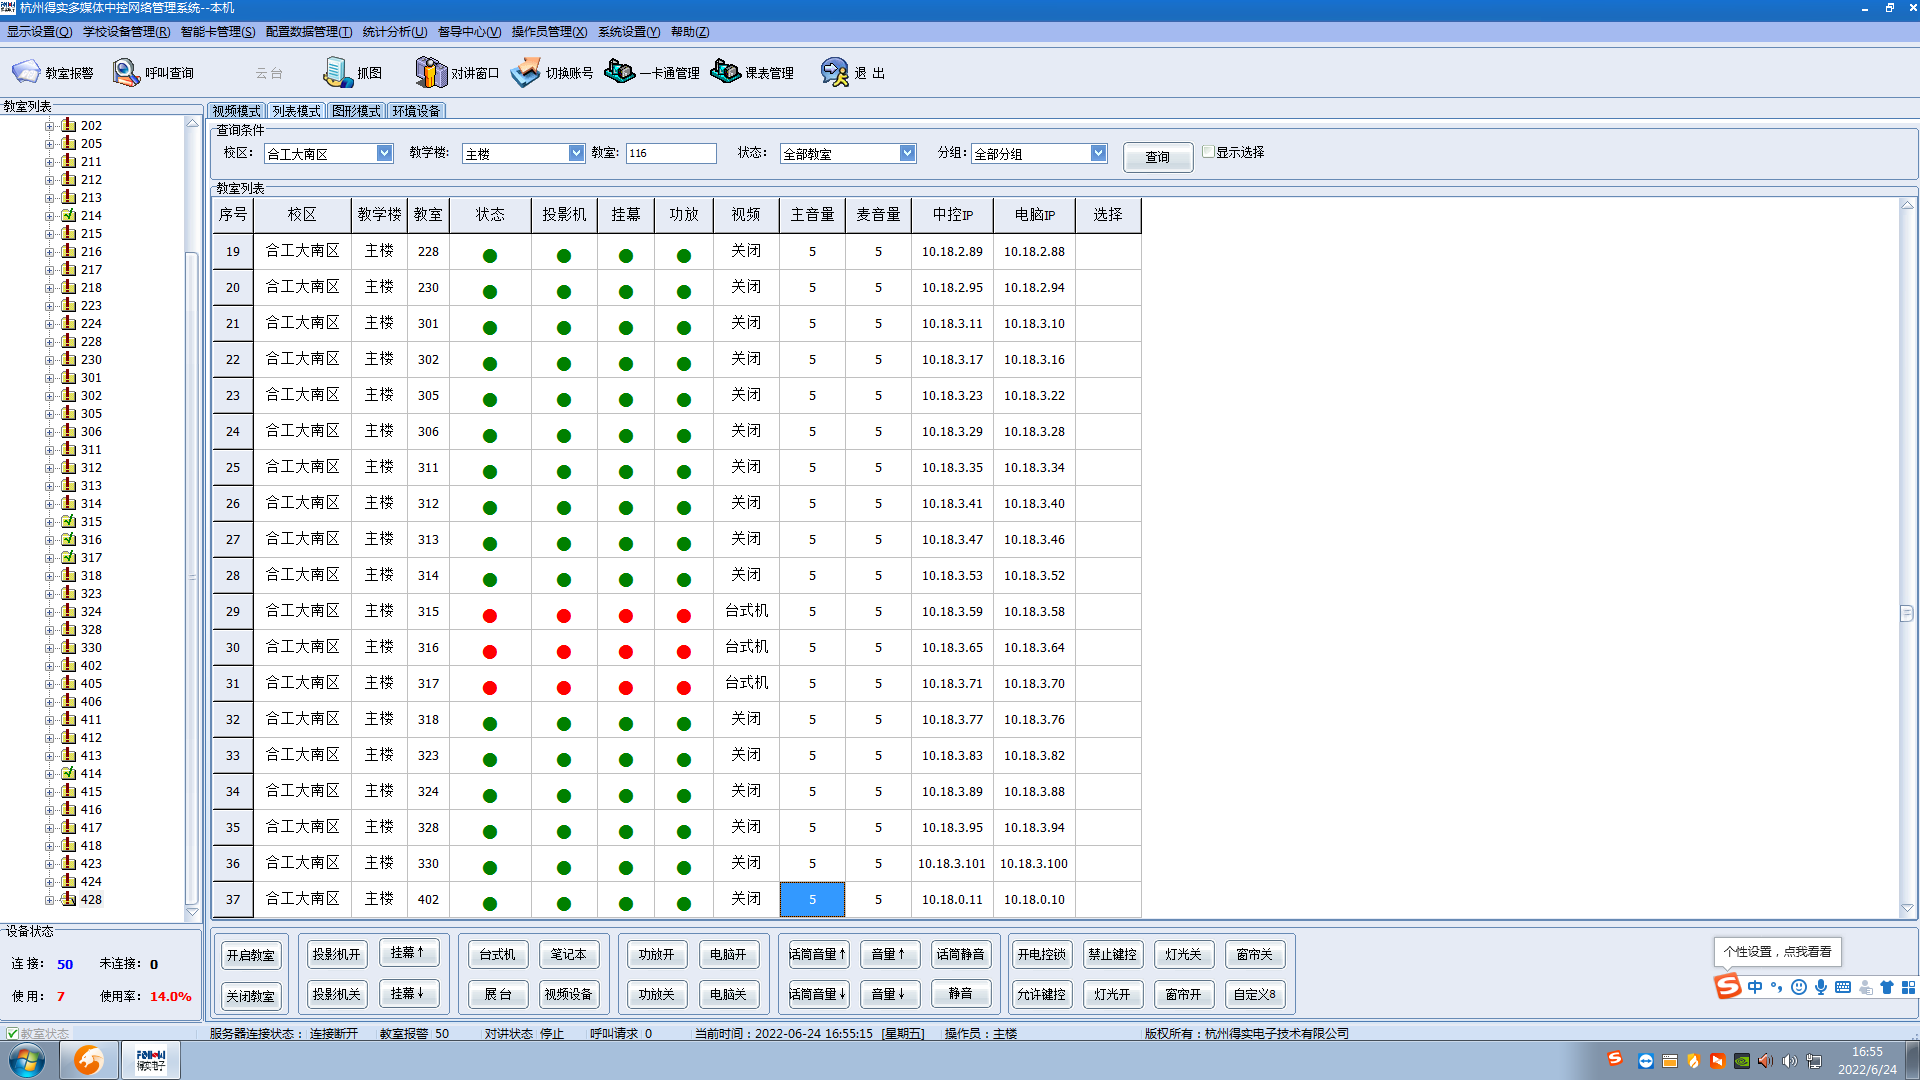 杭州得实多媒体中控网络管理系统--本机
显示设置(Q) 学校设备管理(R) 智能卡管理(S) 配置数据管理(T) 统计分析(U) 督导中心(V) 操作员管理(X) 系统设置(Y) 帮助(Z)
教室报警 呼叫查询 云台 抓图 对讲窗口 切换账号 一卡通管理 课表管理 退 出
教室列表
202
205
211
212
213
214
215
216
217
218
223
224
228
230
301
302
305
306
311
312
313
314
315
316
317
318
323
324
328
330
402
405
406
411
412
413
414
415
416
417
418
423
424
428
视频模式 列表模式 图形模式 环境设备
查询条件
校区: 合工大南区 教学楼: 主楼 教室: 116 状态: 全部教室 分组: 全部分组 查询 显示选择
教室列表
序号 校区 教学楼 教室 状态 投影机 挂幕 功放 视频 主音量 麦音量 中控IP 电脑IP 选择
19 合工大南区 主楼 228 关闭 5 5 10.18.2.89 10.18.2.88
20 合工大南区 主楼 230 关闭 5 5 10.18.2.95 10.18.2.94
21 合工大南区 主楼 301 关闭 5 5 10.18.3.11 10.18.3.10
22 合工大南区 主楼 302 关闭 5 5 10.18.3.17 10.18.3.16
23 合工大南区 主楼 305 关闭 5 5 10.18.3.23 10.18.3.22
24 合工大南区 主楼 306 关闭 5 5 10.18.3.29 10.18.3.28
25 合工大南区 主楼 311 关闭 5 5 10.18.3.35 10.18.3.34
26 合工大南区 主楼 312 关闭 5 5 10.18.3.41 10.18.3.40
27 合工大南区 主楼 313 关闭 5 5 10.18.3.47 10.18.3.46
28 合工大南区 主楼 314 关闭 5 5 10.18.3.53 10.18.3.52
29 合工大南区 主楼 315 台式机 5 5 10.18.3.59 10.18.3.58
30 合工大南区 主楼 316 台式机 5 5 10.18.3.65 10.18.3.64
31 合工大南区 主楼 317 台式机 5 5 10.18.3.71 10.18.3.70
32 合工大南区 主楼 318 关闭 5 5 10.18.3.77 10.18.3.76
33 合工大南区 主楼 323 关闭 5 5 10.18.3.83 10.18.3.82
34 合工大南区 主楼 324 关闭 5 5 10.18.3.89 10.18.3.88
35 合工大南区 主楼 328 关闭 5 5 10.18.3.95 10.18.3.94
36 合工大南区 主楼 330 关闭 5 5 10.18.3.101 10.18.3.100
37 合工大南区 主楼 402 关闭 5 5 10.18.0.11 10.18.0.10
设备状态
连接: 50 未连接: 0
使用: 7 使用率: 14.0%
开启教室 投影机开 挂幕↑ 台式机 笔记本 功放开 电脑开 话筒音量↑ 音量↑ 话筒静音 开电控锁 禁止键控 灯光关 窗帘关
关闭教室 投影机关 挂幕↓ 展台 视频设备 功放关 电脑关 话筒音量↓ 音量↓ 静音 允许键控 灯光开 窗帘开 自定义8
个性设置，点我看看
S 中
教室状态 服务器连接状态：连接断开 教室报警 50 对讲状态 停止 呼叫请求 0 当前时间：2022-06-24 16:55:15 [星期五] 操作员：主楼 版权所有：杭州得实电子技术有限公司
FOLLOW
得实电子
16:55
2022/6/24